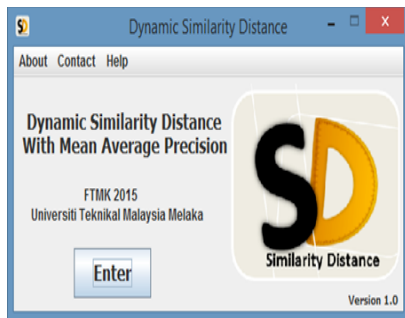 SD Dynamic Similarity Distance
About Contact Help
Dynamic Similarity Distance
With Mean Average Precision
FTMK 2015
Universiti Teknikal Malaysia Melaka
Enter
SD
Similarity Distance
Version 1.0